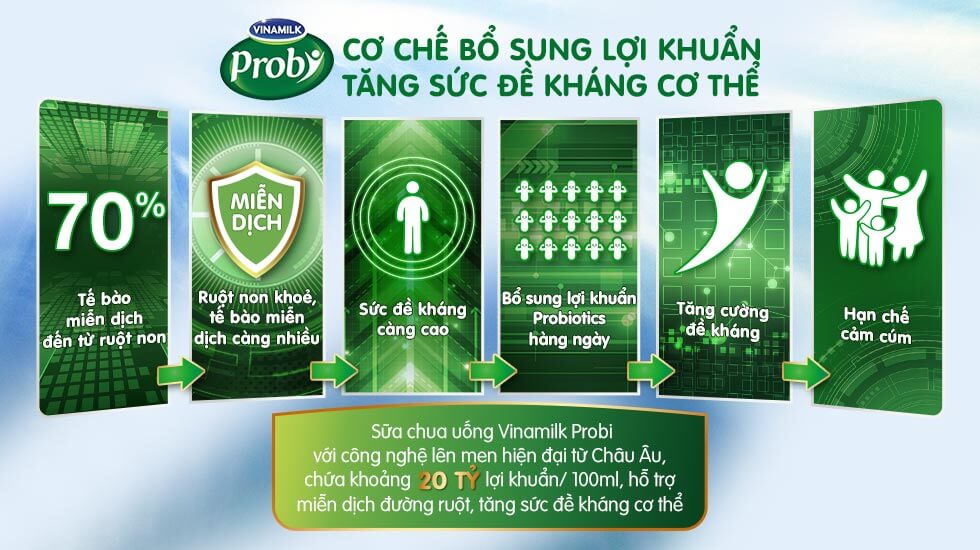 VINAMILK
Probi
CƠ CHẾ BỔ SUNG LỢI KHUẨN
TĂNG SỨC ĐỀ KHÁNG CƠ THỂ
70%
Tế bào
miễn dịch
đến từ ruột non
MIỄN
DỊCH
Ruột non khoẻ,
tế bào miễn
dịch càng nhiều
Sức đề kháng
càng cao
Bổ sung lợi khuẩn
Probiotics
hàng ngày
Tăng cường
đề kháng
Hạn chế
cảm cúm
Sữa chua uống Vinamilk Probi
với công nghệ lên men hiện đại từ Châu Âu,
chứa khoảng 20 TỶ lợi khuẩn/ 100ml, hỗ trợ
miễn dịch đường ruột, tăng sức đề kháng cơ thể